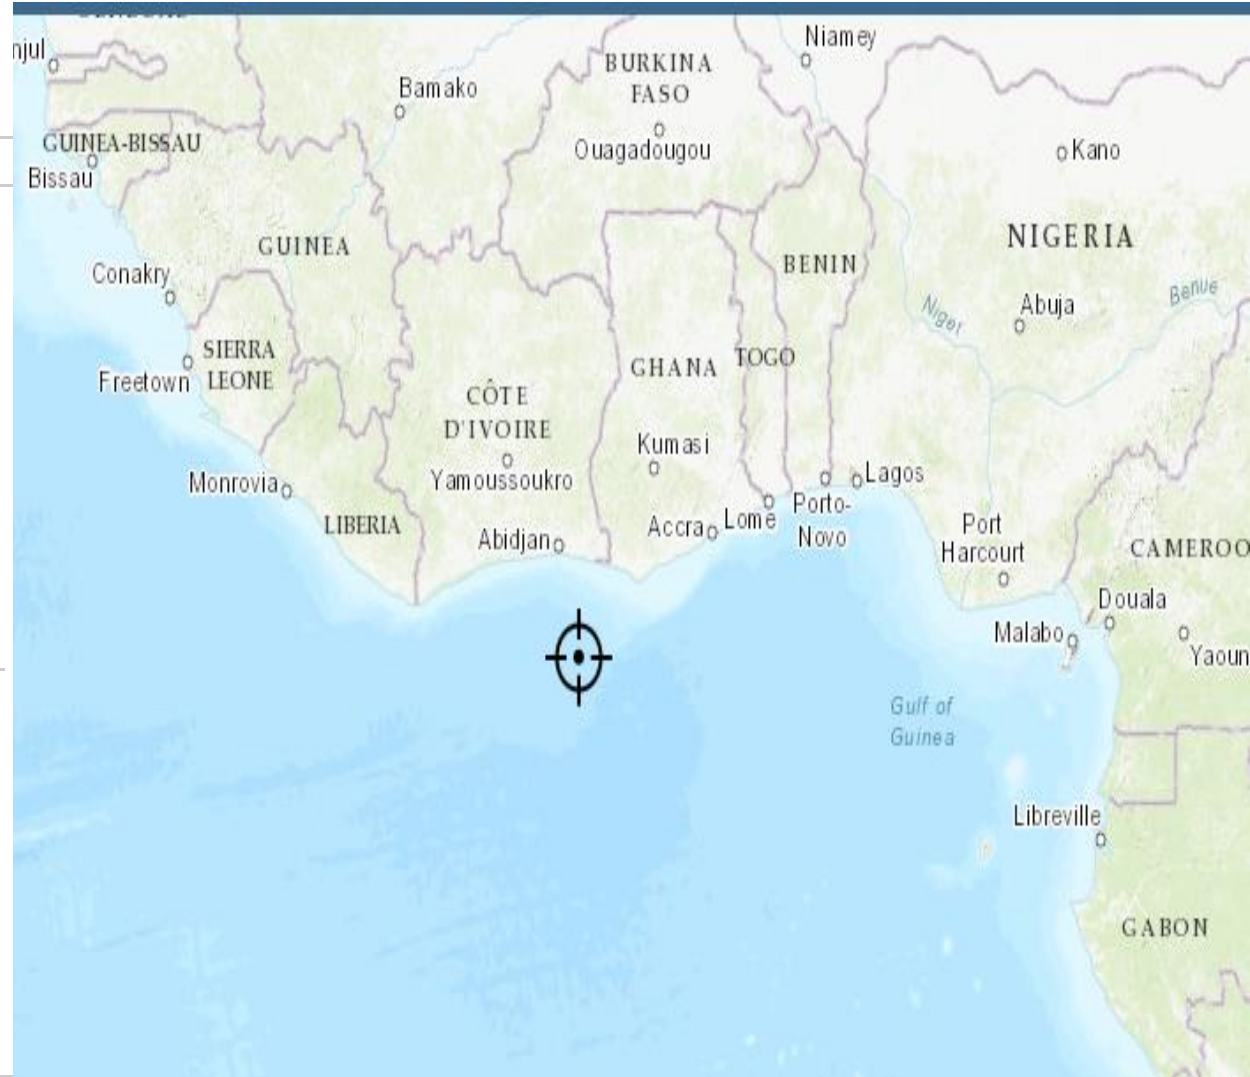 njul
Niamey
BURKINA
FASO
Bamako
Ouagadougou
Kano
GUINEA-BISSAU
Bissau
NIGERIA
GUINEA
BENIN
Conakry
Benue
Abuja
Niger
SIERRA
LEONE
GHANA
TOGO
Freetown
CÔTE
D'IVOIRE
Kumasi
Yamoussoukro
Lagos
Monrovia
Porto-
Novo
Lome
LIBERIA
Accra
Abidjan
Port
Harcourt
CAMEROO
Douala
Malabo
Yaoun
Gulf of
Guinea
Libreville
GABON